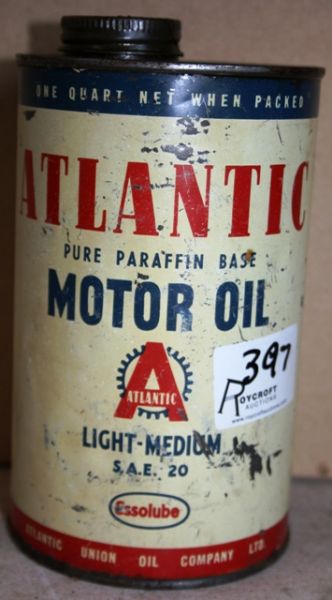 ONE QUART NET WHEN PACKED
ATLANTIC
PURE PARAFFIN BASE
MOTOR OIL
397
A
ATLANTIC
ROYCROFT
AUCTIONS
LIGHT-MEDIUM
S.A.E. 20
Essolube
ATLANTIC UNION OIL COMPANY LTD.